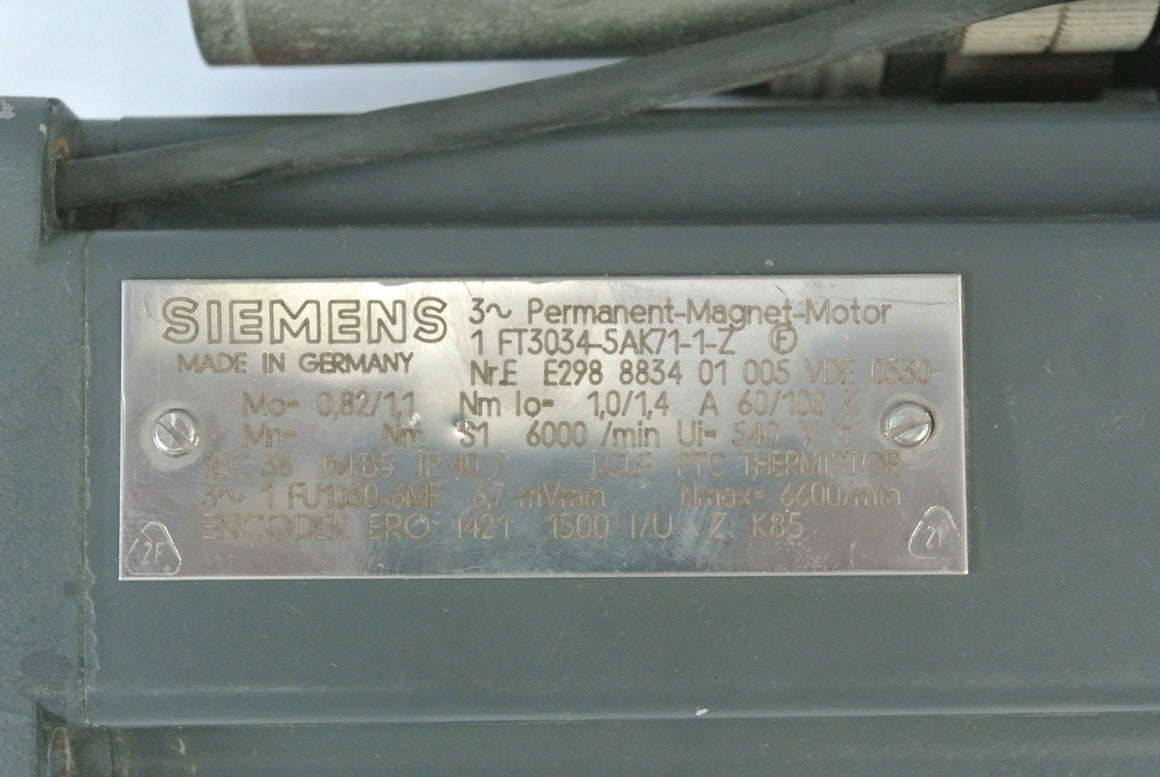 SIEMENS
MADE IN GERMANY
3~ Permanent-Magnet-Motor
1 FT3034-5AK71-1-Z Ⓕ
Nr.E E298 8834 01 005 VDE 0530
Mo= 0,82/1,1 Nm Io= 1,0/1,4 A 60/100 K
Mn= Nm S1 6000 /min Ui= 540 V Y
IEC 36 IM B5 IP 40 / I.CL.F PTC THERMISTOR
3~ 1 FU1030-6MF 6,7 mVmin Nmax= 6600/min
ENCODER ERO 1421 1500 I/U Z: K85
2F
2F